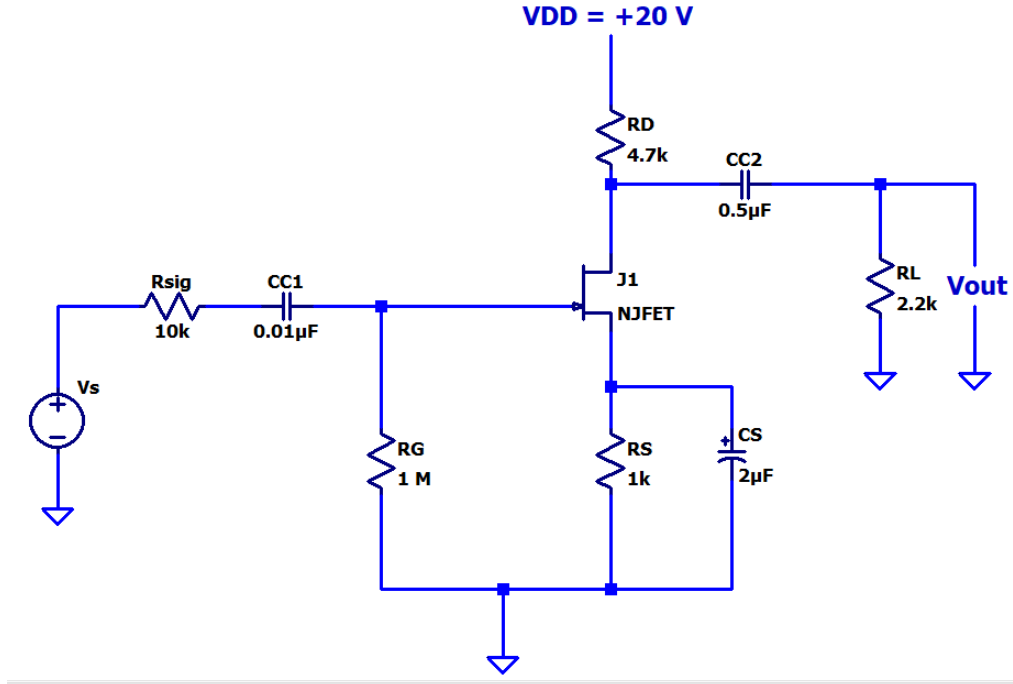 VDD = +20 V
RD
4.7k
CC2
0.5µF
Rsig
10k
CC1
0.01µF
J1
NJFET
RL
2.2k
Vout
Vs
+
−
RG
1 M
RS
1k
+
CS
2µF